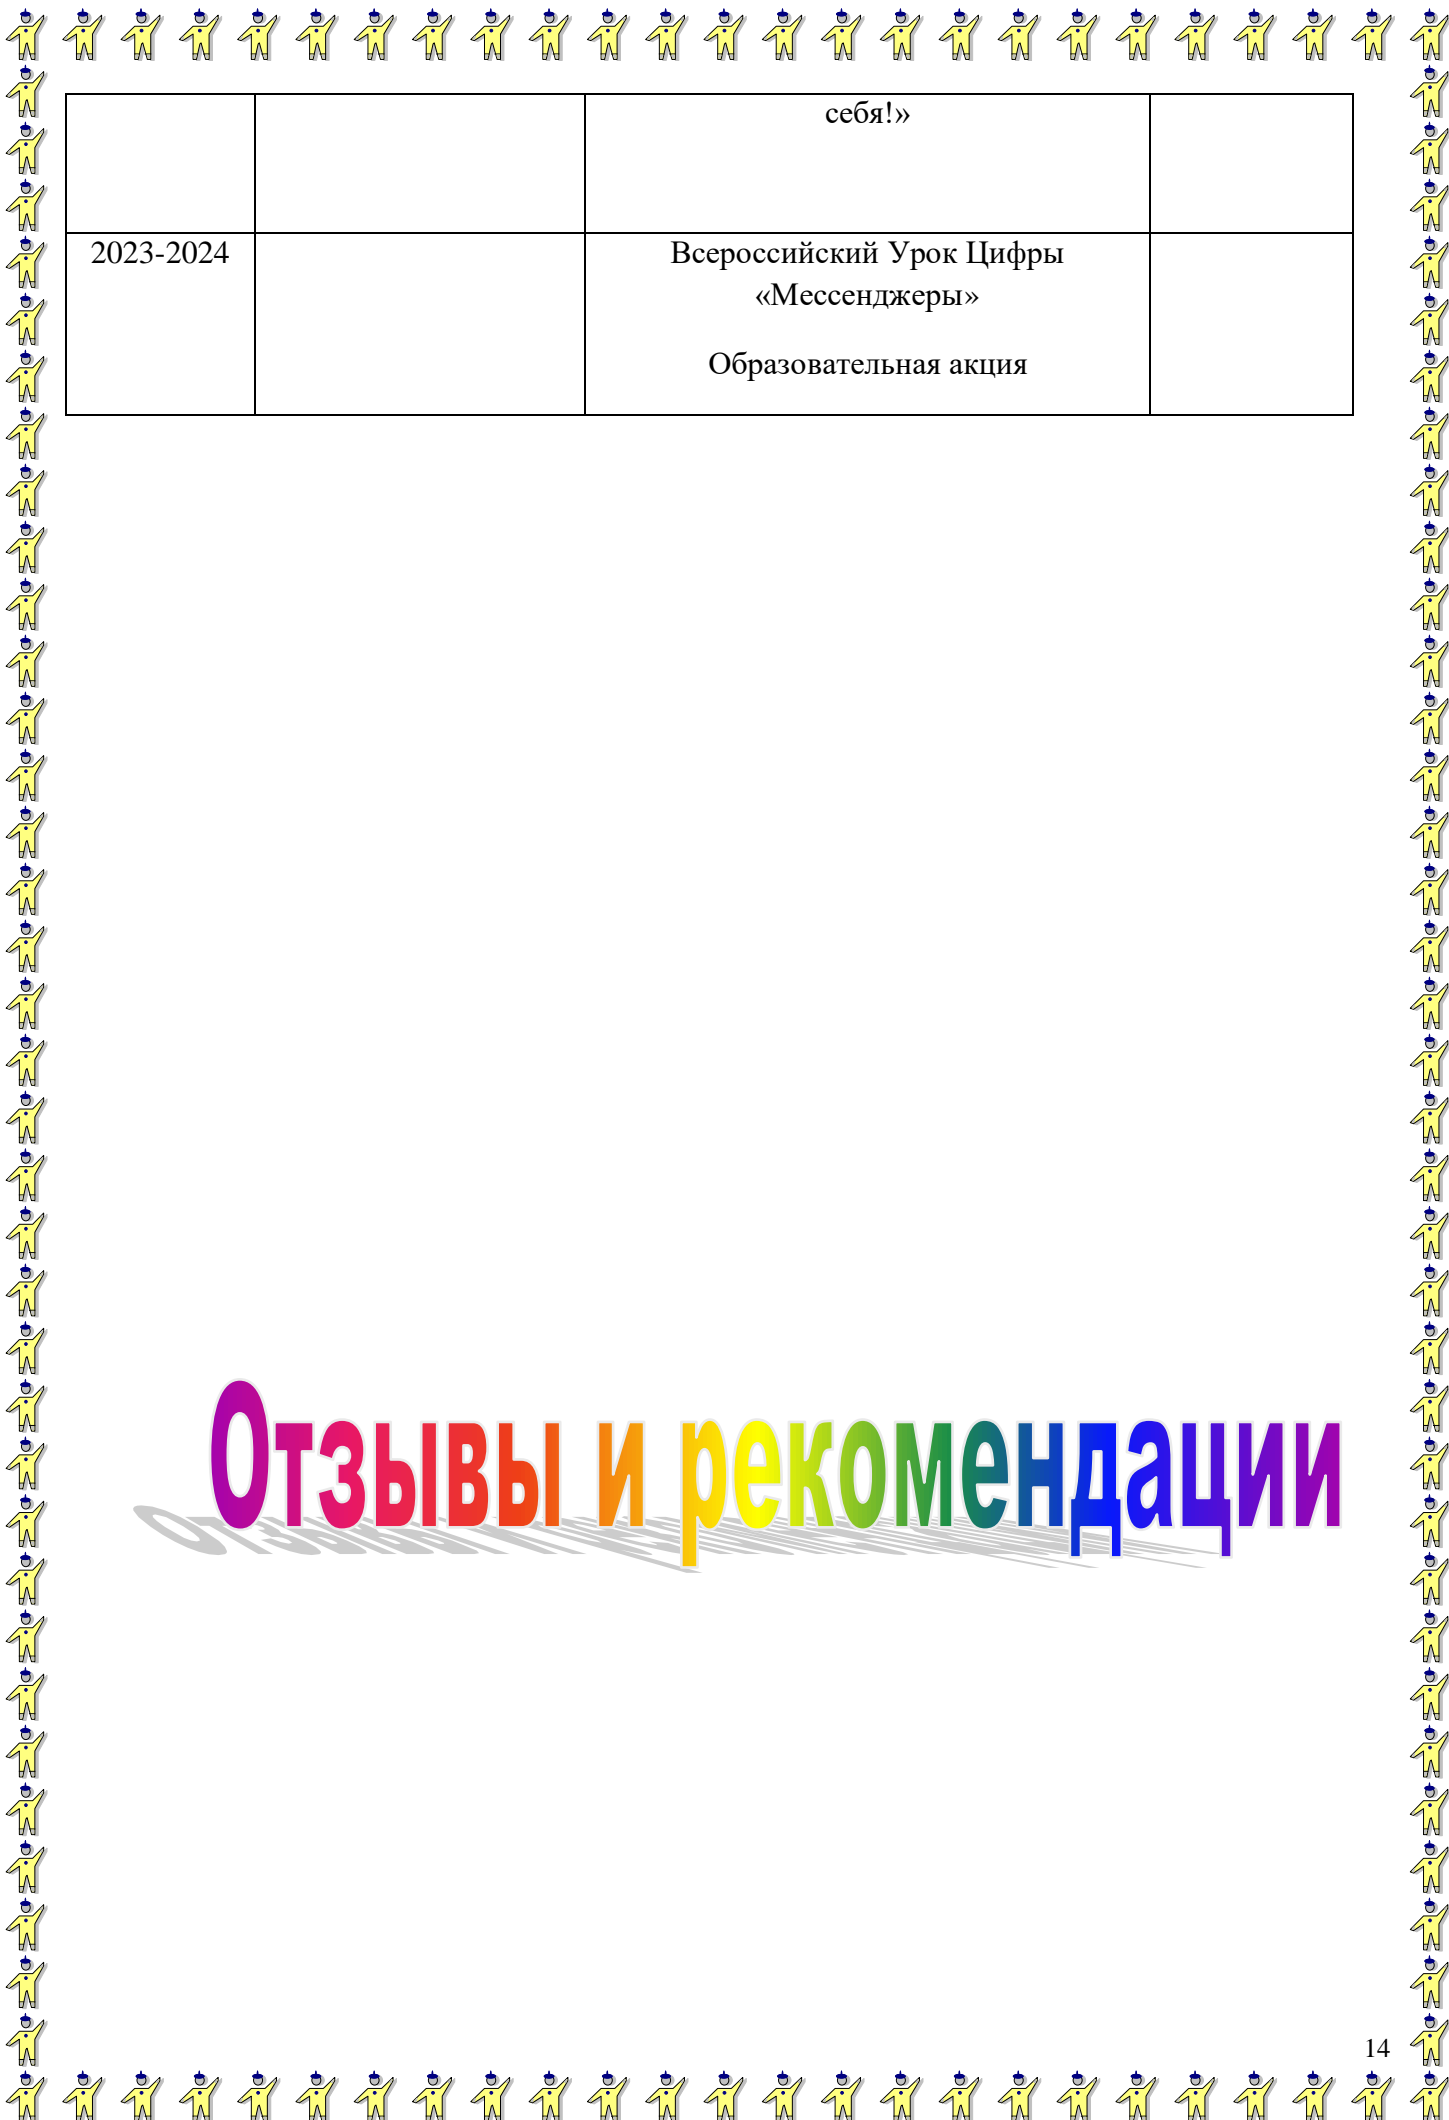 себя!»
2023-2024
Всероссийский Урок Цифры
«Мессенджеры»
Образовательная акция
Отзывы и рекомендации
14